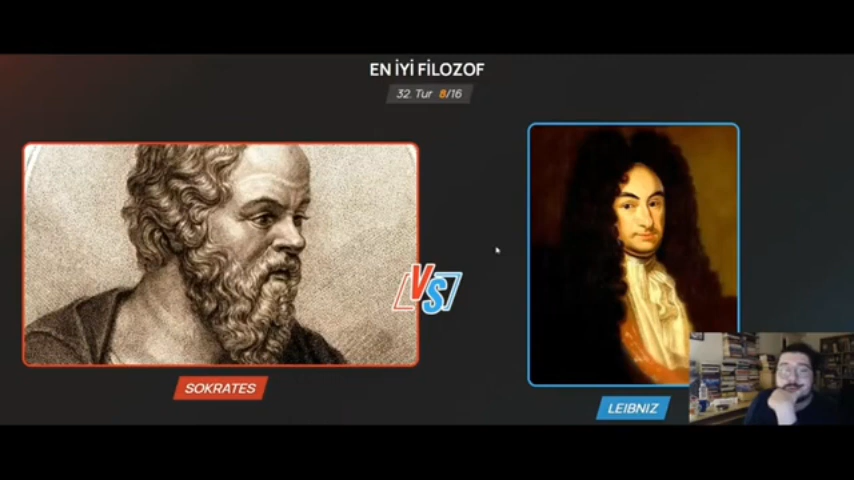 EN İYİ FİLOZOF
32. Tur 8/16
VS
SOKRATES
LEIBNIZ